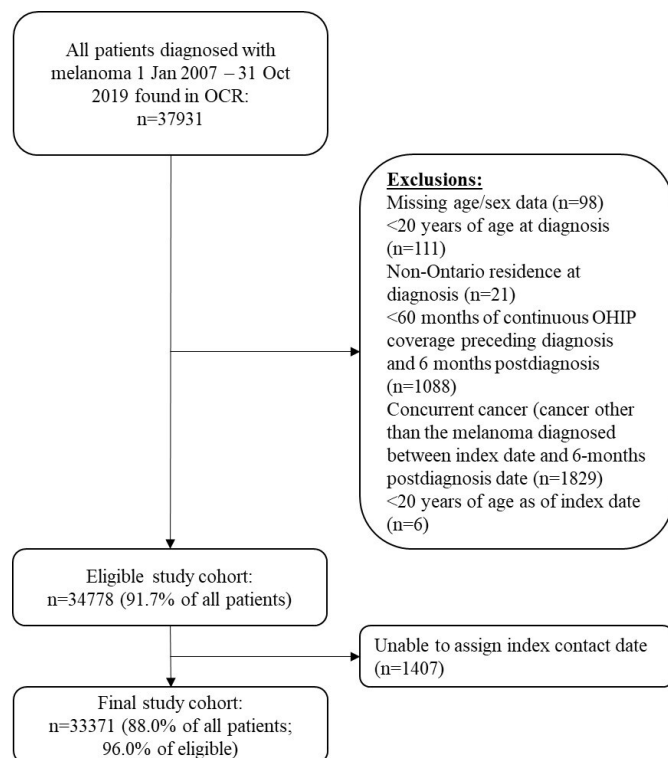 All patients diagnosed with
melanoma 1 Jan 2007 – 31 Oct
2019 found in OCR:
n=37931
Exclusions:
Missing age/sex data (n=98)
<20 years of age at diagnosis
(n=111)
Non-Ontario residence at
diagnosis (n=21)
<60 months of continuous OHIP
coverage preceding diagnosis
and 6 months postdiagnosis
(n=1088)
Concurrent cancer (cancer other
than the melanoma diagnosed
between index date and 6-months
postdiagnosis date (n=1829)
<20 years of age as of index date
(n=6)
Eligible study cohort:
n=34778 (91.7% of all patients)
Unable to assign index contact date
(n=1407)
Final study cohort:
n=33371 (88.0% of all patients;
96.0% of eligible)